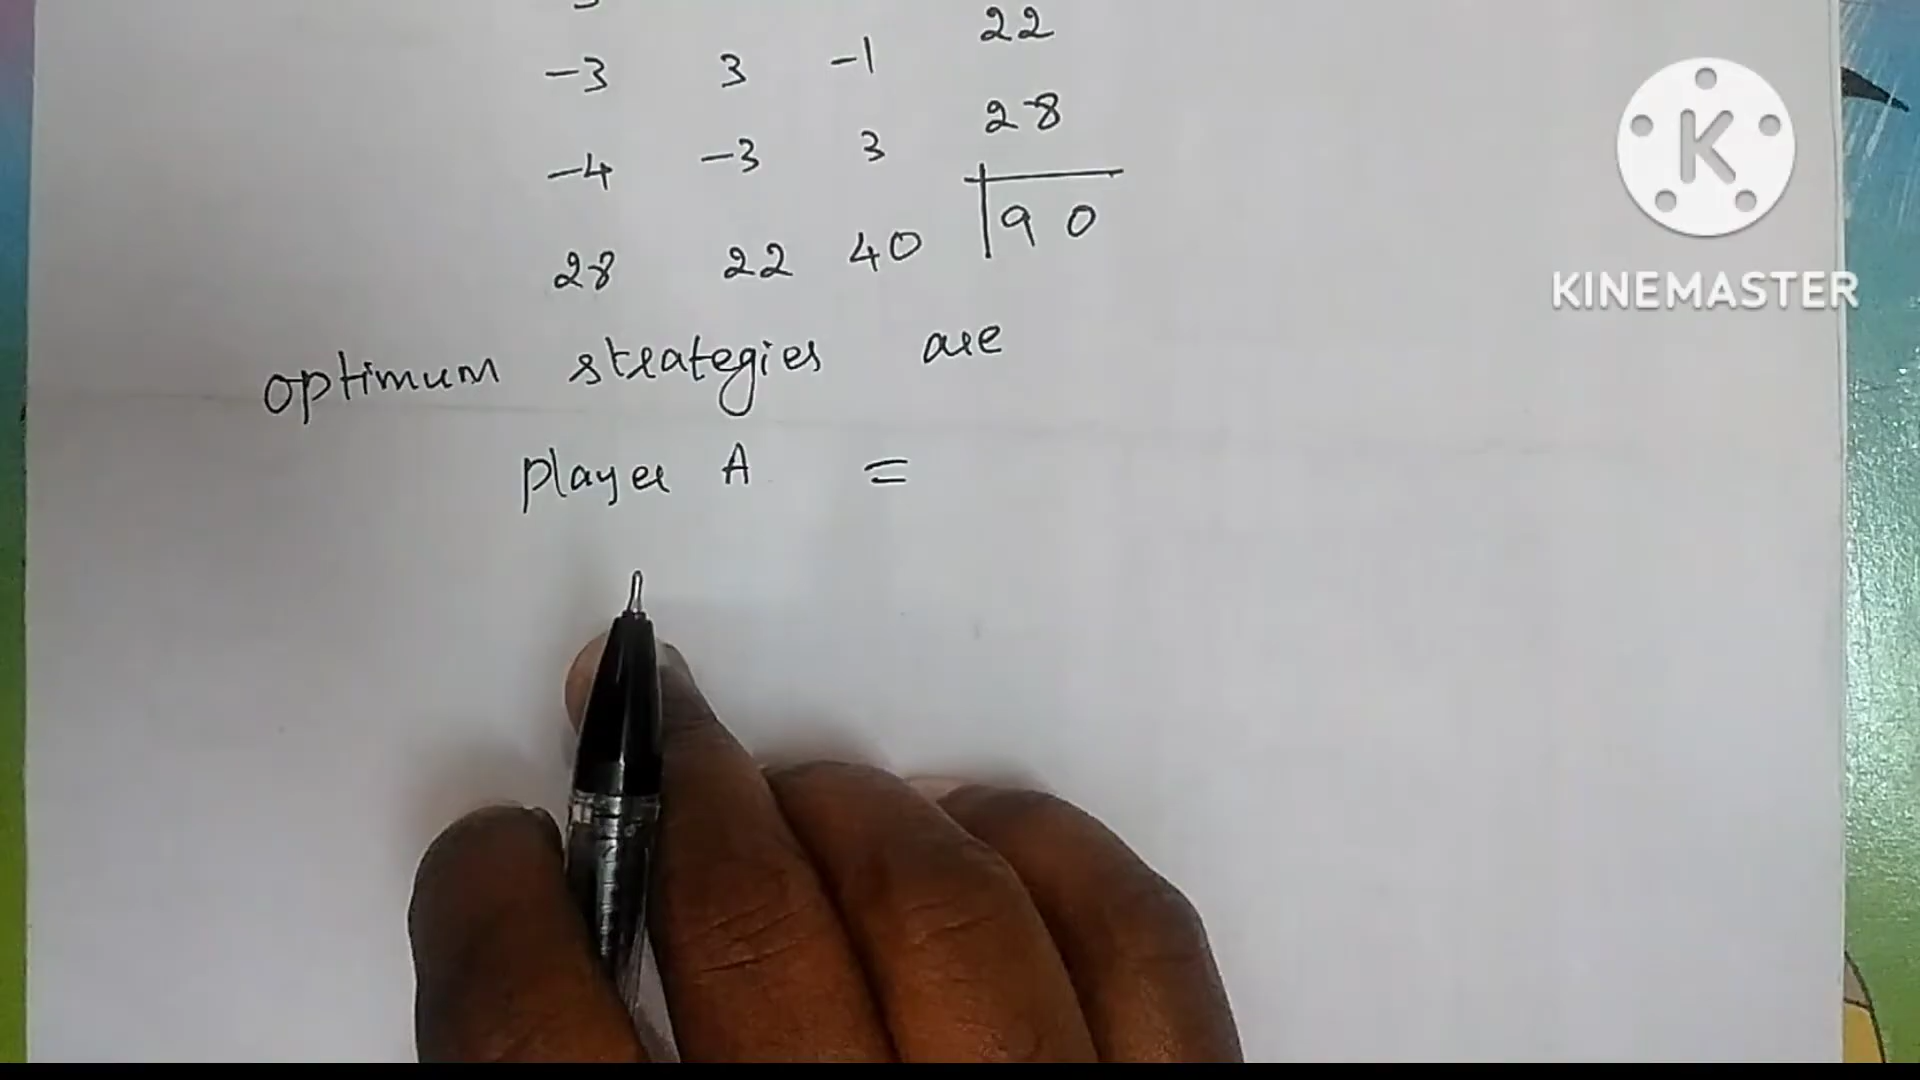 22
-3 3 -1
28
-4 -3 3
28 22 40 90
optimum strategies are
player A =
K
KINEMASTER